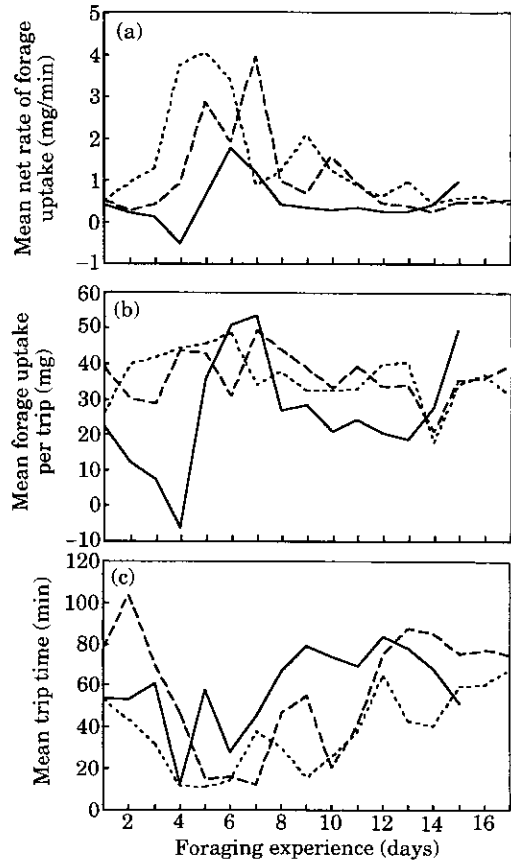 (a)
Mean net rate of forage
uptake (mg/min)
5
4
3
2
1
0
–1
(b)
Mean forage uptake
per trip (mg)
60
50
40
30
20
10
0
–10
(c)
Mean trip time (min)
120
100
80
60
40
20
0
2 4 6 8 10 12 14 16
Foraging experience (days)